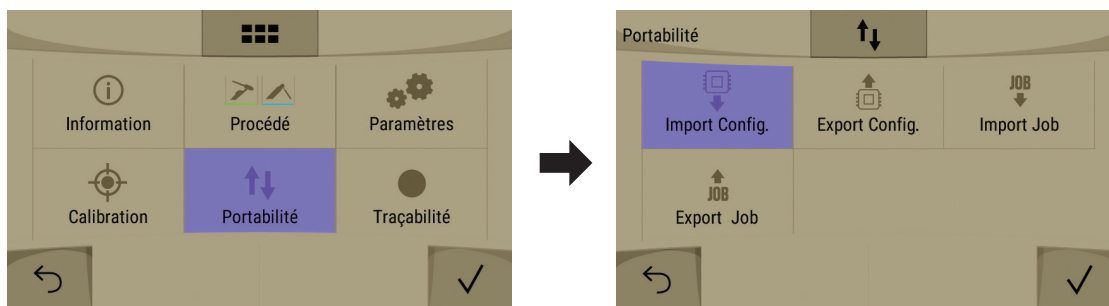 Information
Procédé
Paramètres
Calibration
Portabilité
Traçabilité
Portabilité
Import Config.
Export Config.
JOB
Import Job
JOB
Export Job